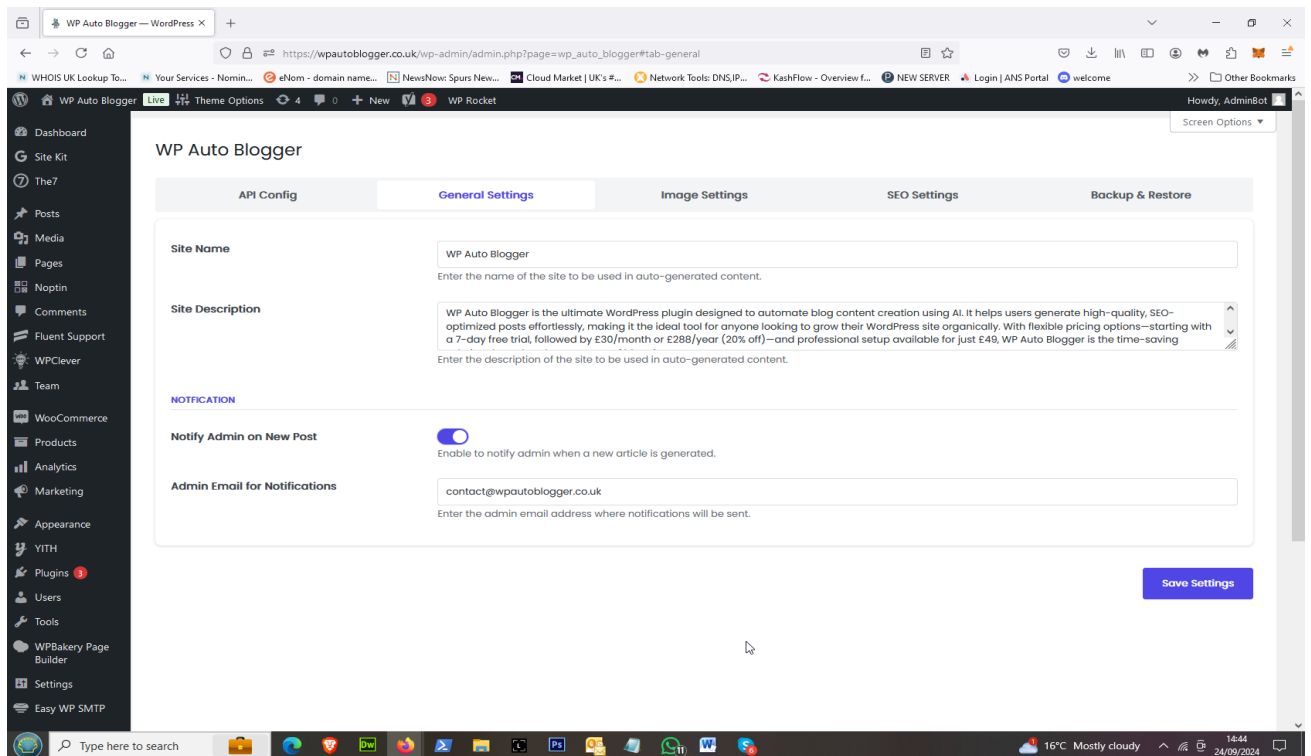 WP Auto Blogger — WordPress
https://wpautoblogger.co.uk/wp-admin/admin.php?page=wp_auto_blogger#tab-general
WHOIS UK Lookup To... Your Services - Nomin... eNom - domain name... NewsNow: Spurs New... Cloud Market | UK's #... Network Tools: DNS,IP... KashFlow - Overview f... NEW SERVER Login | ANS Portal welcome Other Bookmarks
WP Auto Blogger Live Theme Options 4 0 New 3 WP Rocket Howdy, AdminBot
Screen Options
Dashboard
Site Kit
The7
Posts
Media
Pages
Noptin
Comments
Fluent Support
WPClever
Team
WooCommerce
Products
Analytics
Marketing
Appearance
YITH
Plugins 3
Users
Tools
WPBakery Page
Builder
Settings
Easy WP SMTP
WP Auto Blogger
API Config General Settings Image Settings SEO Settings Backup & Restore
Site Name
WP Auto Blogger
Enter the name of the site to be used in auto-generated content.
Site Description
WP Auto Blogger is the ultimate WordPress plugin designed to automate blog content creation using AI. It helps users generate high-quality, SEO-
optimized posts effortlessly, making it the ideal tool for anyone looking to grow their WordPress site organically. With flexible pricing options—starting with
a 7-day free trial, followed by £30/month or £288/year (20% off)—and professional setup available for just £49, WP Auto Blogger is the time-saving
Enter the description of the site to be used in auto-generated content.
NOTFICATION
Notify Admin on New Post
Enable to notify admin when a new article is generated.
Admin Email for Notifications
contact@wpautoblogger.co.uk
Enter the admin email address where notifications will be sent.
Save Settings
Type here to search
Dw
Ps
16°C Mostly cloudy
14:44
24/09/2024